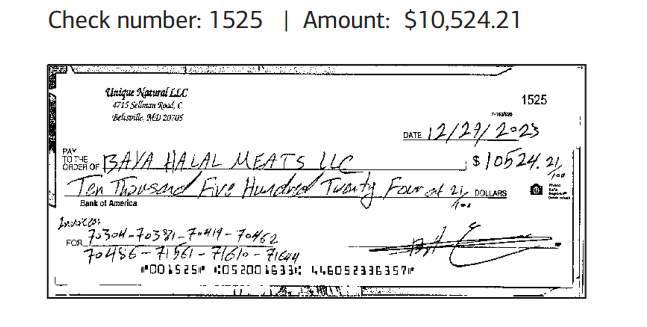 Check number: 1525 | Amount: $10,524.21
Unique Natural LLC
4715 Sellman Road, C
Beltsville, MD 20705
1525
DATE 12/29/2023
PAY TO THE ORDER OF BAYA HALAL MEATS LLC $10524.21/100
Ten Thousand Five Hundred Twenty Four at 21/100 DOLLARS
Bank of America
Invoices:
FOR 70304-70381-70419-70462
70486-71561-71610-71644
⑈001525⑈ ⑆052001633⑆ 446052336357⑈